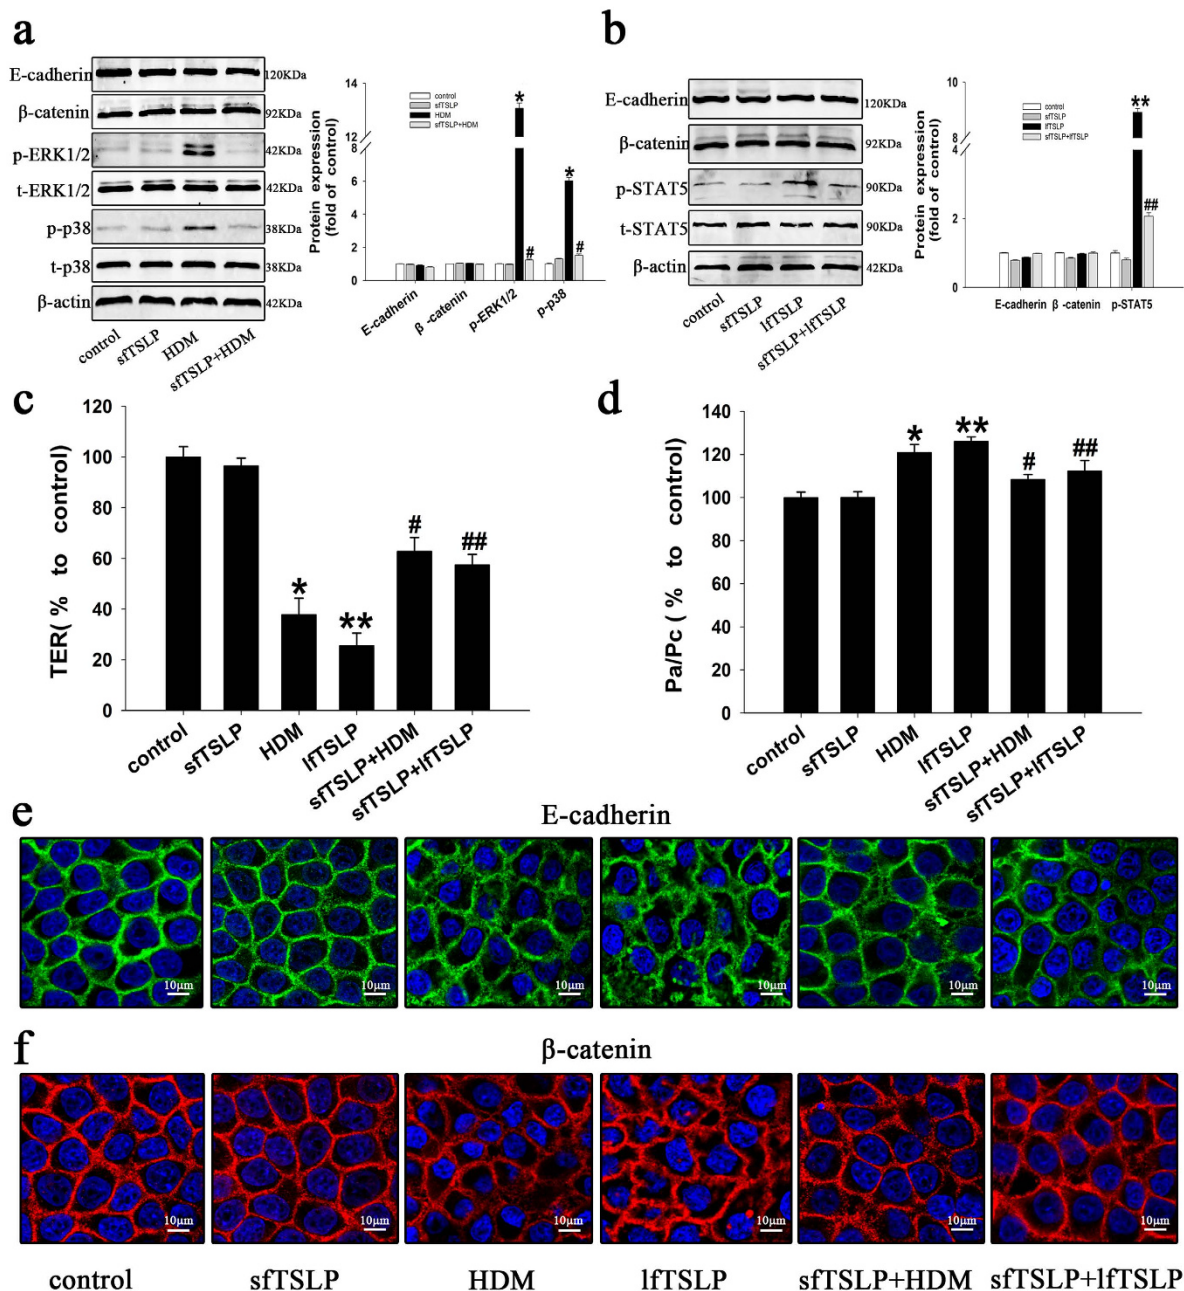 a
E-cadherin
120KDa
β-catenin
92KDa
p-ERK1/2
42KDa
t-ERK1/2
42KDa
p-p38
38KDa
t-p38
38KDa
β-actin
42KDa
control
sfTSLP
HDM
sfTSLP+HDM
Protein expression
(fold of control)
14
13
12
8
6
4
2
0
control
sfTSLP
HDM
sfTSLP+HDM
*
#
*
#
E-cadherin
β -catenin
p-ERK1/2
p-p38
b
E-cadherin
120KDa
β-catenin
92KDa
p-STAT5
90KDa
t-STAT5
90KDa
β-actin
42KDa
control
sfTSLP
lfTSLP
sfTSLP+lfTSLP
Protein expression
(fold of control)
10
8
4
2
0
control
sfTSLP
lfTSLP
sfTSLP+lfTSLP
**
##
E-cadherin
β -catenin
p-STAT5
c
TER( % to control)
120
100
80
60
40
20
0
*
**
#
##
control
sfTSLP
HDM
lfTSLP
sfTSLP+HDM
sfTSLP+lfTSLP
d
Pa/Pc ( % to control)
140
120
100
80
60
40
20
0
*
**
#
##
control
sfTSLP
HDM
lfTSLP
sfTSLP+HDM
sfTSLP+lfTSLP
e
E-cadherin
10μm
10μm
10μm
10μm
10μm
10μm
f
β-catenin
10μm
10μm
10μm
10μm
10μm
10μm
control
sfTSLP
HDM
lfTSLP
sfTSLP+HDM
sfTSLP+lfTSLP